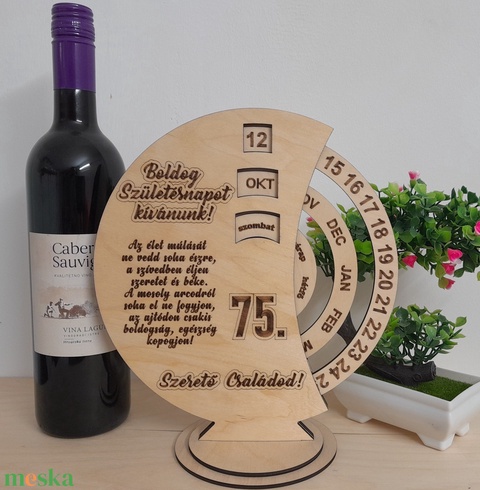 Boldog
Születésnapot
kívánunk!
Az élet múlását
ne vedd soha észre,
a szívedben éljen
szeretet és béke.
A mosoly arcodról
soha el ne fogyjon,
az ajtódon csakis
boldogság, egészség
kopogjon!
75.
Szerető Családod!
12
OKT
szombat
15 16 17 18 19 20 21 22 23 24
DEC JAN FEB
Cabern
Sauvig
VINA LAGU
meska